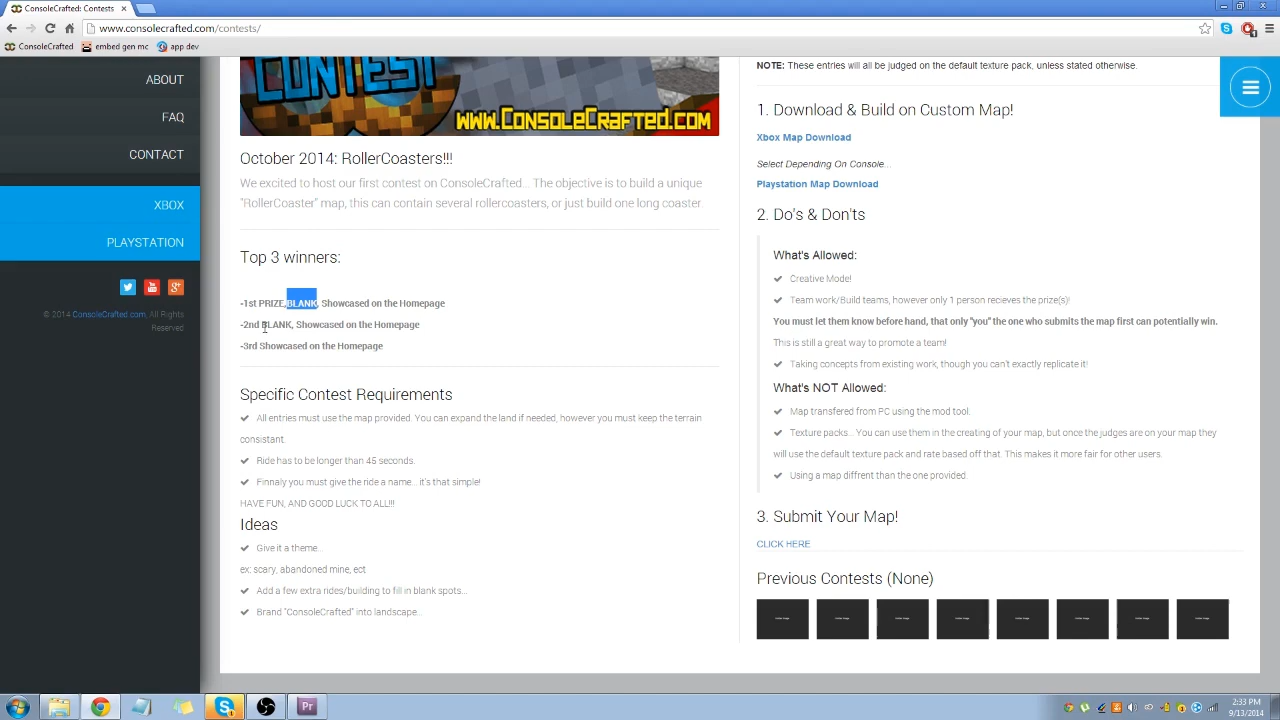 ConsoleCrafted: Contests
www.consolecrafted.com/contests/
ConsoleCrafted
embed gen mc
app dev
ABOUT
FAQ
CONTACT
XBOX
PLAYSTATION
© 2014 ConsoleCrafted.com, All Rights
Reserved
CONTEST
www.ConsoleCrafted.com
October 2014: RollerCoasters!!!
We excited to host our first contest on ConsoleCrafted... The objective is to build a unique
"RollerCoaster" map, this can contain several rollercoasters, or just build one long coaster.
Top 3 winners:
-1st PRIZE,BLANK, Showcased on the Homepage
-2nd BLANK, Showcased on the Homepage
-3rd Showcased on the Homepage
Specific Contest Requirements
All entries must use the map provided. You can expand the land if needed, however you must keep the terrain
consistant.
Ride has to be longer than 45 seconds.
Finnaly you must give the ride a name... it's that simple!
HAVE FUN, AND GOOD LUCK TO ALL!!!
Ideas
Give it a theme...
ex: scary, abandoned mine, ect
Add a few extra rides/building to fill in blank spots...
Brand "ConsoleCrafted" into landscape...
NOTE: These entries will all be judged on the default texture pack, unless stated otherwise.
1. Download & Build on Custom Map!
Xbox Map Download
Select Depending On Console...
Playstation Map Download
2. Do's & Don'ts
What's Allowed:
Creative Mode!
Team work/Build teams, however only 1 person recieves the prize(s)!
You must let them know before hand, that only "you" the one who submits the map first can potentially win.
This is still a great way to promote a team!
Taking concepts from existing work, though you can't exactly replicate it!
What's NOT Allowed:
Map transfered from PC using the mod tool.
Texture packs... You can use them in the creating of your map, but once the judges are on your map they
will use the default texture pack and rate based off that. This makes it more fair for other users.
Using a map diffrent than the one provided.
3. Submit Your Map!
CLICK HERE
Previous Contests (None)
2:33 PM
9/13/2014